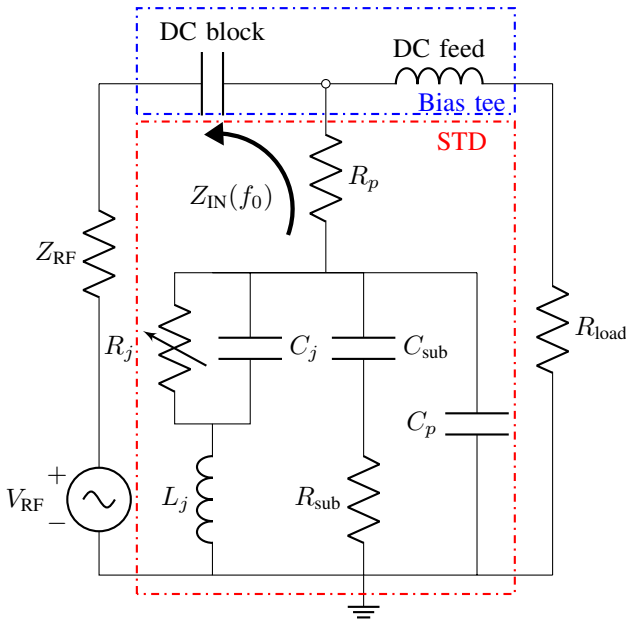 DC block
DC feed
Bias tee
STD
R_p
Z_IN(f_0)
Z_RF
R_j
C_j
C_sub
R_load
C_p
L_j
R_sub
V_RF
+
−